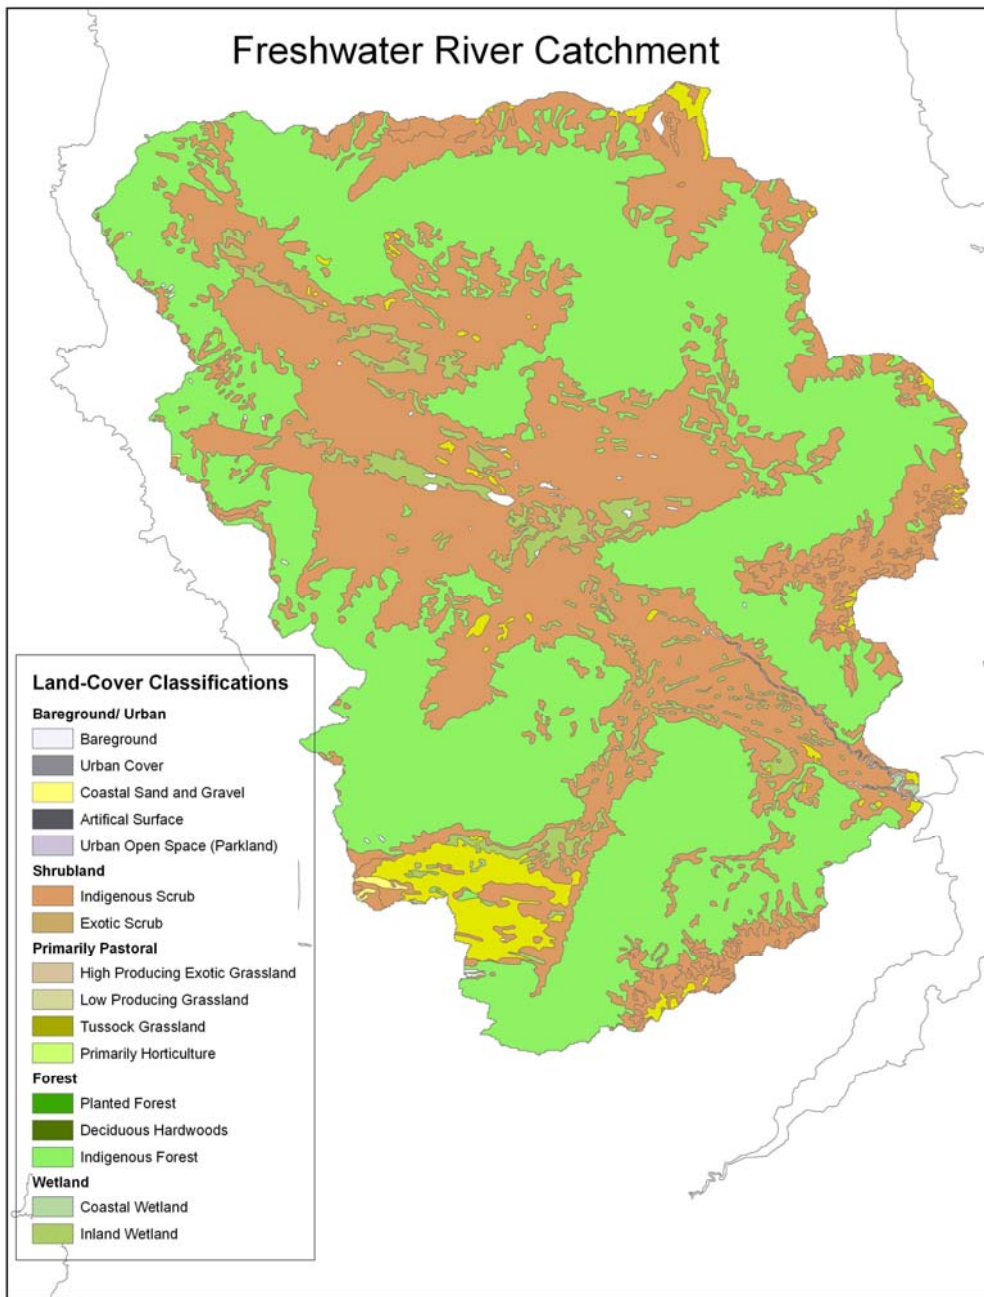 Freshwater River Catchment
Land-Cover Classifications
Bareground/ Urban
Bareground
Urban Cover
Coastal Sand and Gravel
Artifical Surface
Urban Open Space (Parkland)
Shrubland
Indigenous Scrub
Exotic Scrub
Primarily Pastoral
High Producing Exotic Grassland
Low Producing Grassland
Tussock Grassland
Primarily Horticulture
Forest
Planted Forest
Deciduous Hardwoods
Indigenous Forest
Wetland
Coastal Wetland
Inland Wetland